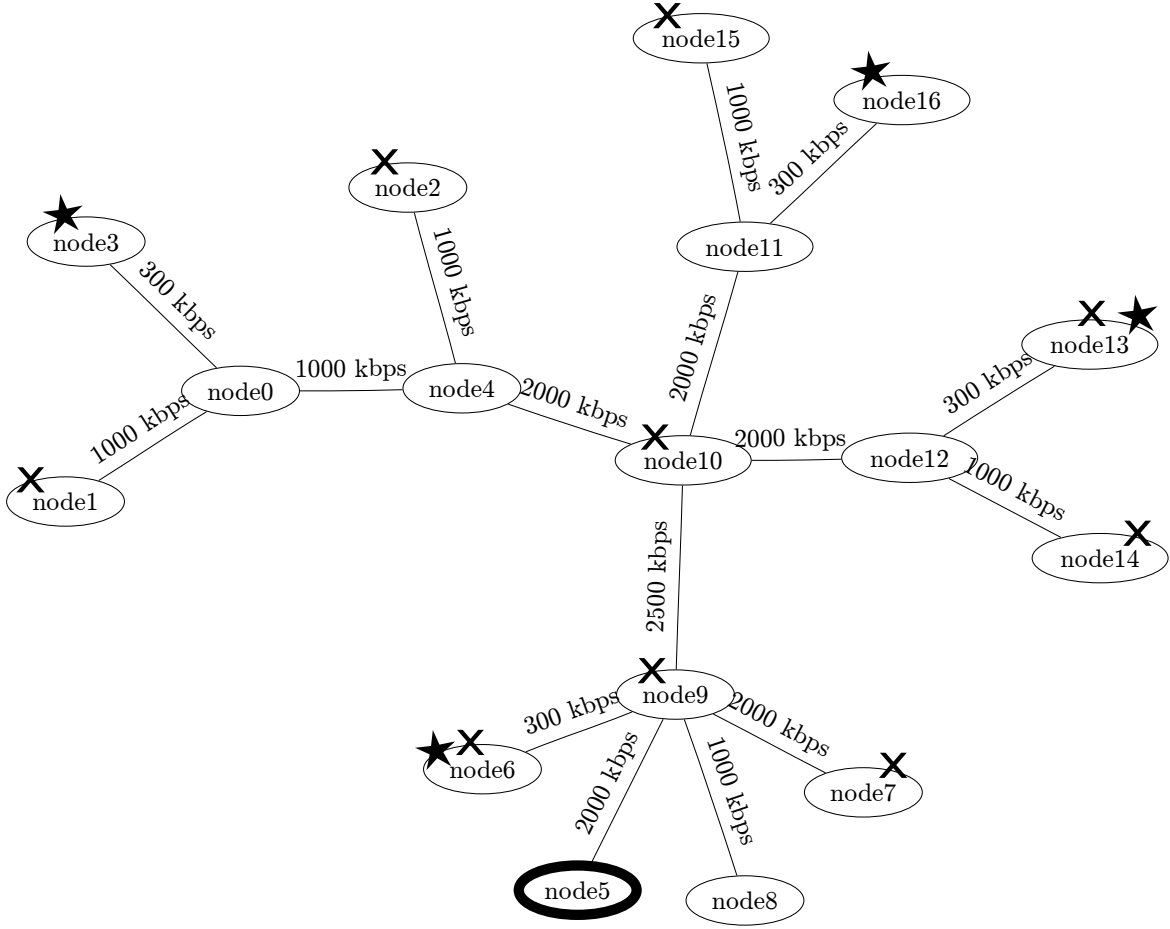 node15
node16
1000 kbps
300 kbps
node2
node3
1000 kbps
300 kbps
node11
2000 kbps
node13
300 kbps
1000 kbps
node0
node4
2000 kbps
1000 kbps
node10
2000 kbps
node12
1000 kbps
node1
node14
2500 kbps
node9
300 kbps
2000 kbps
node6
2000 kbps
1000 kbps
node7
node5
node8